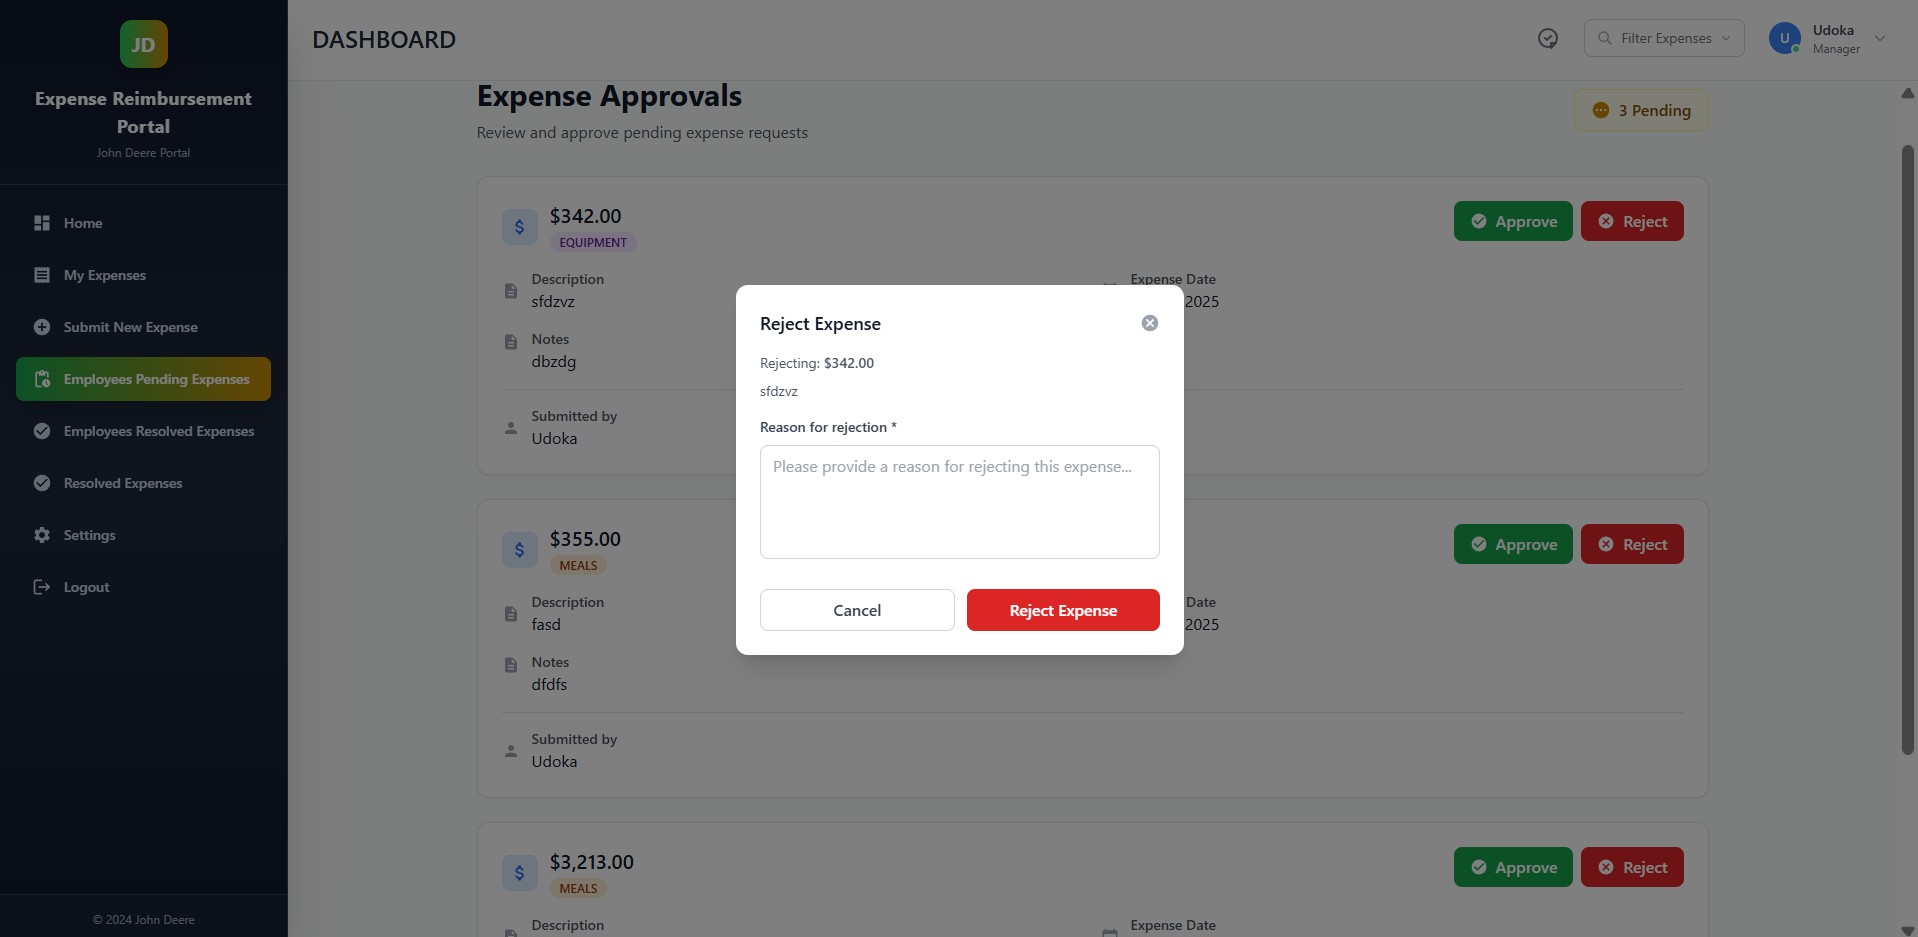 JD
Expense Reimbursement
Portal
John Deere Portal
Home
My Expenses
Submit New Expense
Employees Pending Expenses
Employees Resolved Expenses
Resolved Expenses
Settings
Logout
© 2024 John Deere
DASHBOARD
Filter Expenses
U
Udoka
Manager
Expense Approvals
Review and approve pending expense requests
3 Pending
$342.00
EQUIPMENT
Approve
Reject
Description
sfdzvz
Expense Date
2025
Notes
dbzdg
Submitted by
Udoka
Reject Expense
Rejecting: $342.00
sfdzvz
Reason for rejection *
Please provide a reason for rejecting this expense...
Cancel
Reject Expense
$355.00
MEALS
Approve
Reject
Description
fasd
Date
2025
Notes
dfdfs
Submitted by
Udoka
$3,213.00
MEALS
Approve
Reject
Description
Expense Date